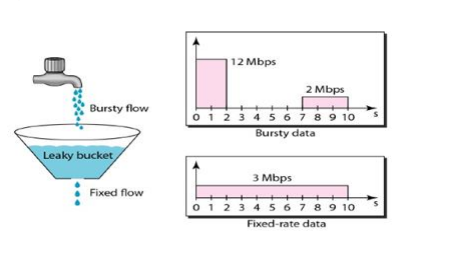 12 Mbps
2 Mbps
0 1 2 3 4 5 6 7 8 9 10 s
Bursty data
Bursty flow
Leaky bucket
Fixed flow
3 Mbps
0 1 2 3 4 5 6 7 8 9 10 s
Fixed-rate data